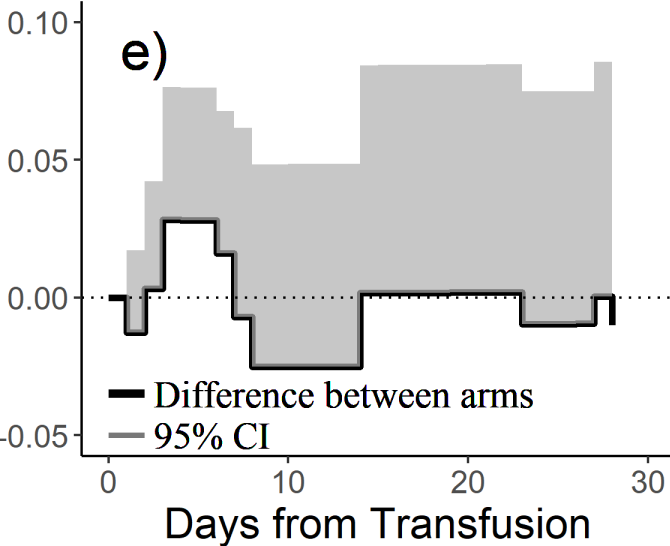 0.10
e)
0.05
0.00
Difference between arms
95% CI
-0.05
0 10 20 30
Days from Transfusion